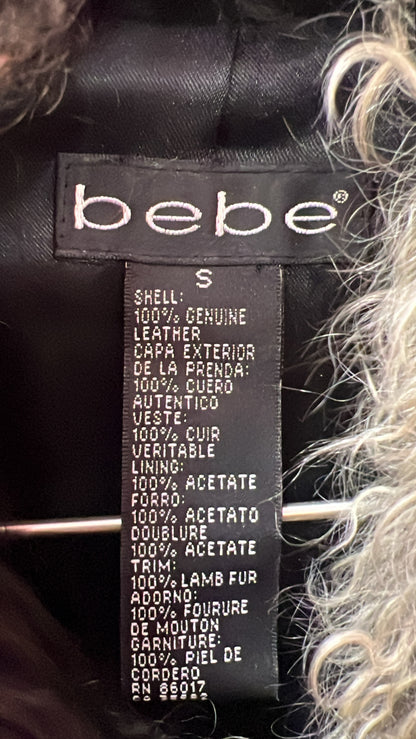 bebe®
S
SHELL:
100% GENUINE
LEATHER
CAPA EXTERIOR
DE LA PRENDA:
100% CUERO
AUTENTICO
VESTE:
100% CUIR
VERITABLE
LINING:
100% ACETATE
FORRO:
100% ACETATO
DOUBLURE
100% ACETATE
TRIM:
100% LAMB FUR
ADORNO:
100% FOURURE
DE MOUTON
GARNITURE:
100% PIEL DE
CORDERO
RN 86017